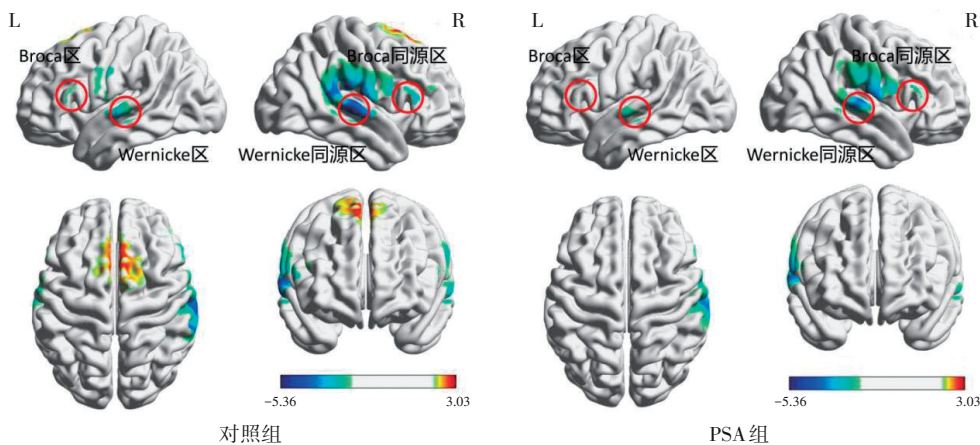 L
R
Broca区
Broca同源区
Wernicke区
Wernicke同源区
−5.36
3.03
对照组
L
R
Broca区
Broca同源区
Wernicke区
Wernicke同源区
−5.36
3.03
PSA组